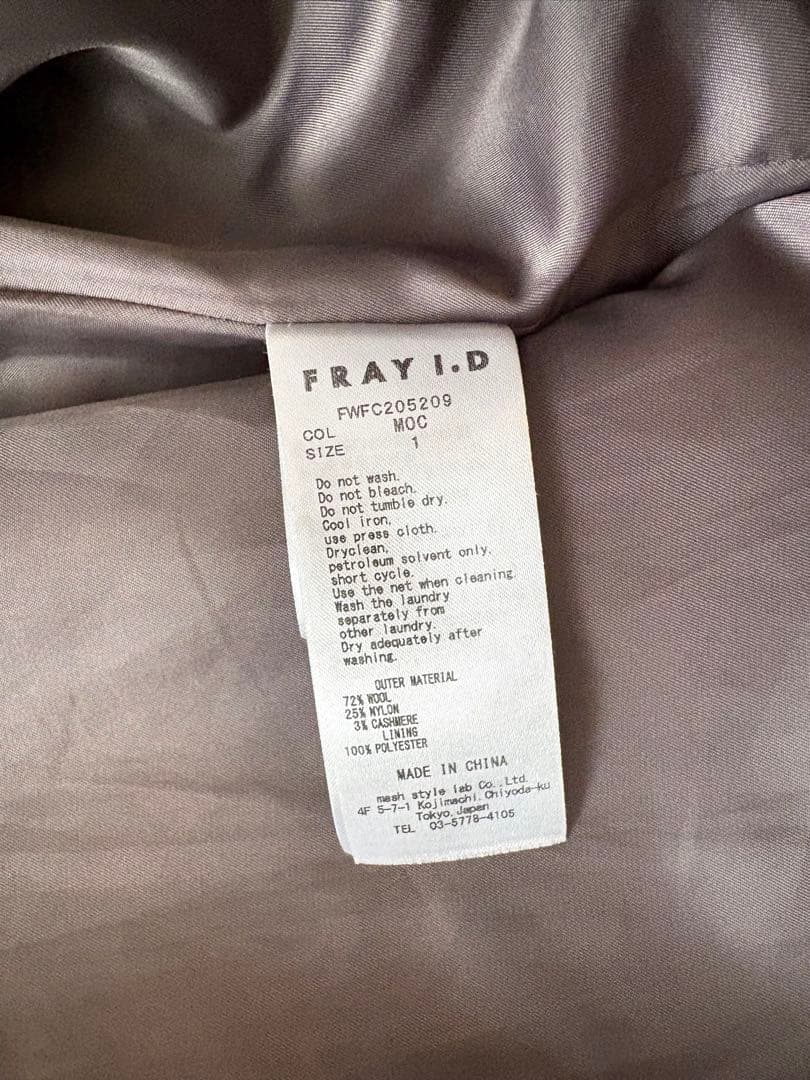 FRAY I.D
FWFC205209
COL MOC
SIZE 1
Do not wash.
Do not bleach.
Do not tumble dry.
Cool iron,
use press cloth.
Dryclean,
petroleum solvent only,
short cycle.
Use the net when cleaning
Wash the laundry
separately from
other laundry.
Dry adequately after
washing.
OUTER MATERIAL
72% WOOL
25% NYLON
3% CASHMERE
LINING
100% POLYESTER
MADE IN CHINA
mash style lab Co.,Ltd.
4F 5-7-1 Kojimachi.Chiyoda-ku
Tokyo.Japan
TEL 03-5778-4105